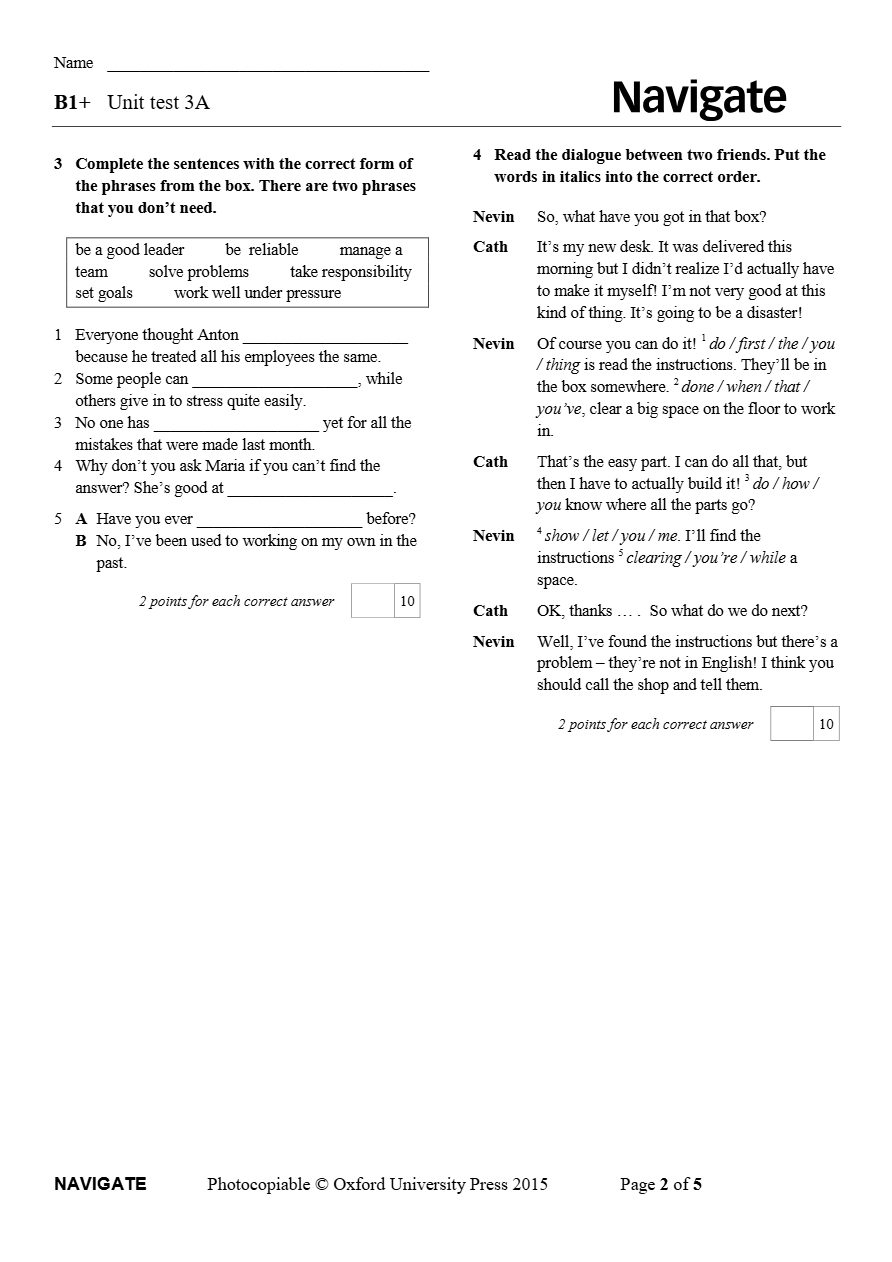 Name ________________________________________
B1+ Unit test 3A
Navigate
3 Complete the sentences with the correct form of
the phrases from the box. There are two phrases
that you don’t need.
be a good leader be reliable manage a
team solve problems take responsibility
set goals work well under pressure
1 Everyone thought Anton ____________________
because he treated all his employees the same.
2 Some people can ____________________, while
others give in to stress quite easily.
3 No one has ____________________ yet for all the
mistakes that were made last month.
4 Why don’t you ask Maria if you can’t find the
answer? She’s good at ____________________.
5 A Have you ever ____________________ before?
B No, I’ve been used to working on my own in the
past.
2 points for each correct answer 10
4 Read the dialogue between two friends. Put the
words in italics into the correct order.
Nevin So, what have you got in that box?
Cath It’s my new desk. It was delivered this
morning but I didn’t realize I’d actually have
to make it myself! I’m not very good at this
kind of thing. It’s going to be a disaster!
Nevin Of course you can do it! 1 do / first / the / you
/ thing is read the instructions. They’ll be in
the box somewhere. 2 done / when / that /
you’ve, clear a big space on the floor to work
in.
Cath That’s the easy part. I can do all that, but
then I have to actually build it! 3 do / how /
you know where all the parts go?
Nevin 4 show / let / you / me. I’ll find the
instructions 5 clearing / you’re / while a
space.
Cath OK, thanks … . So what do we do next?
Nevin Well, I’ve found the instructions but there’s a
problem – they’re not in English! I think you
should call the shop and tell them.
2 points for each correct answer 10
NAVIGATE Photocopiable © Oxford University Press 2015 Page 2 of 5